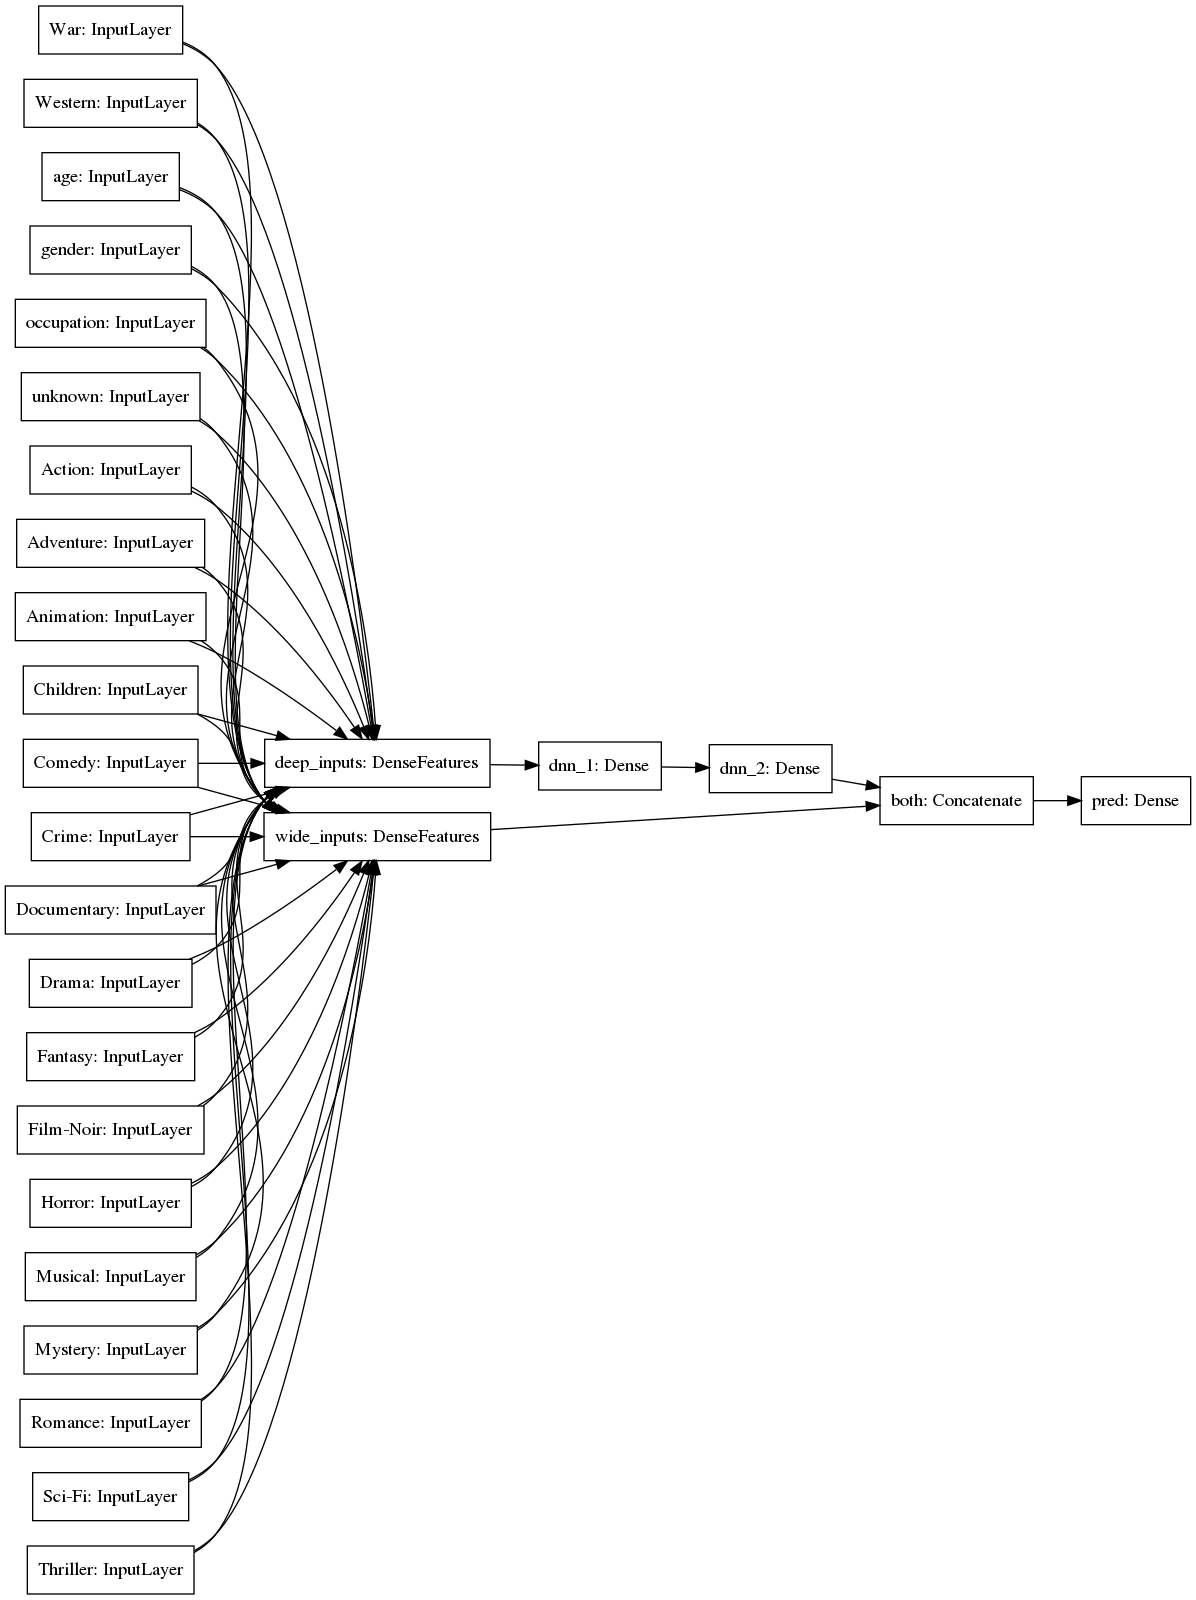 War: InputLayer
Western: InputLayer
age: InputLayer
gender: InputLayer
occupation: InputLayer
unknown: InputLayer
Action: InputLayer
Adventure: InputLayer
Animation: InputLayer
Children: InputLayer
Comedy: InputLayer
Crime: InputLayer
Documentary: InputLayer
Drama: InputLayer
Fantasy: InputLayer
Film-Noir: InputLayer
Horror: InputLayer
Musical: InputLayer
Mystery: InputLayer
Romance: InputLayer
Sci-Fi: InputLayer
Thriller: InputLayer
deep_inputs: DenseFeatures
wide_inputs: DenseFeatures
dnn_1: Dense
dnn_2: Dense
both: Concatenate
pred: Dense